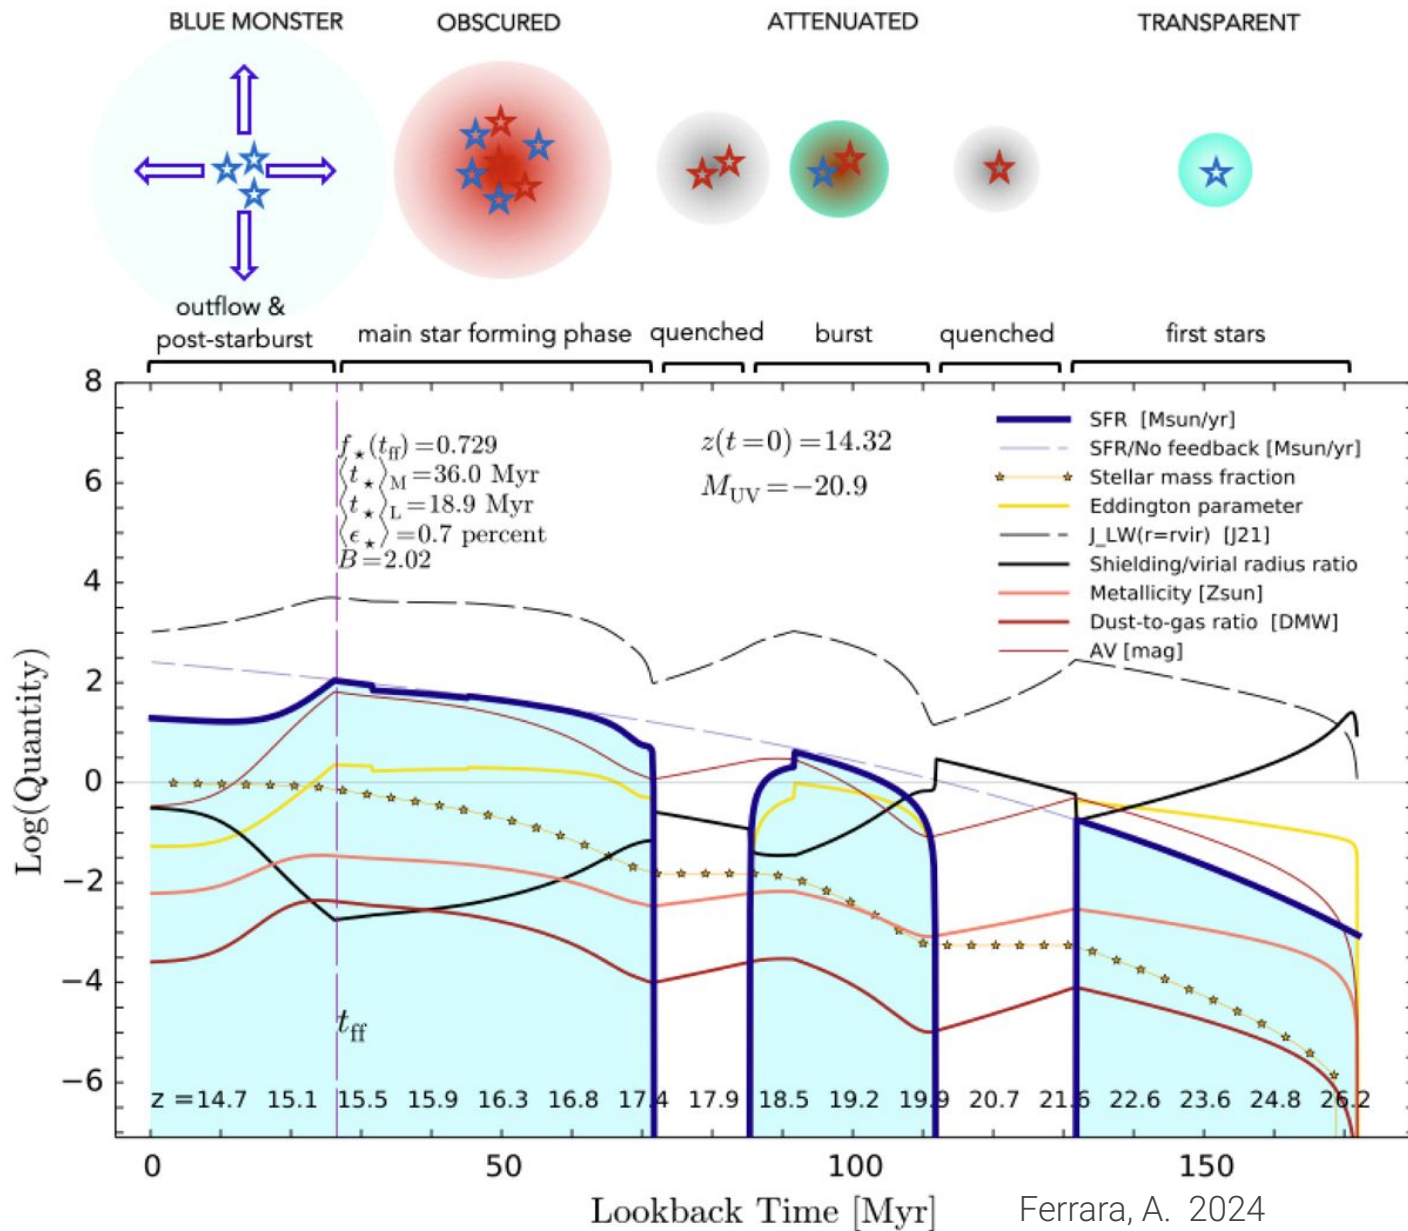 BLUE MONSTER OBSCURED ATTENUATED TRANSPARENT
outflow &
post-starburst main star forming phase quenched burst quenched first stars
8
6
4
2
0
−2
−4
−6
Log(Quantity)
f⋆(t_ff) = 0.729
⟨t⋆⟩_M = 36.0 Myr
⟨t⋆⟩_L = 18.9 Myr
⟨ϵ⋆⟩ = 0.7 percent
B = 2.02
z(t=0) = 14.32
M_UV = −20.9
SFR [Msun/yr]
SFR/No feedback [Msun/yr]
Stellar mass fraction
Eddington parameter
J_LW(r=rvir) [J21]
Shielding/virial radius ratio
Metallicity [Zsun]
Dust-to-gas ratio [DMW]
AV [mag]
t_ff
z = 14.7 15.1 15.5 15.9 16.3 16.8 17.4 17.9 18.5 19.2 19.9 20.7 21.6 22.6 23.6 24.8 26.2
0 50 100 150
Lookback Time [Myr]
Ferrara, A. 2024